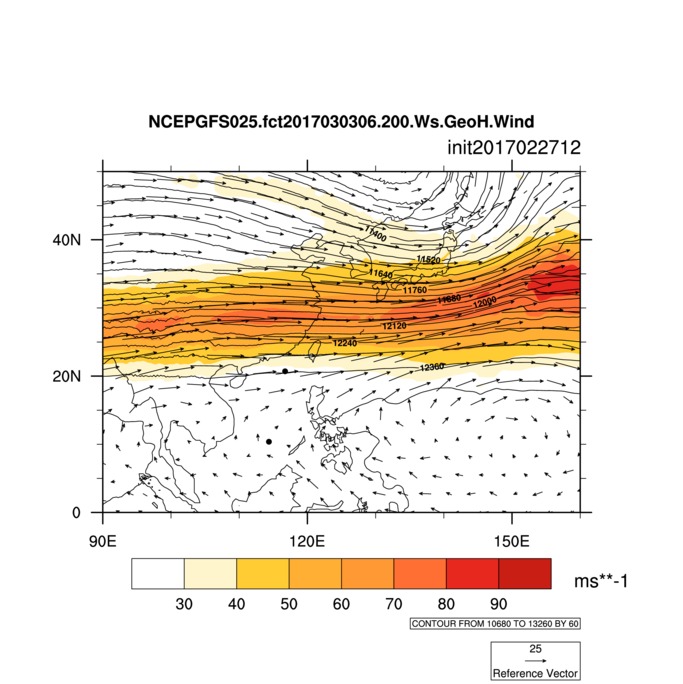 NCEPGFS025.fct2017030306.200.Ws.GeoH.Wind
init2017022712
40N
20N
0
11400
11520
11640
11760
11880
12000
12120
12240
12360
90E 120E 150E
30 40 50 60 70 80 90
ms**-1
CONTOUR FROM 10680 TO 13260 BY 60
25
Reference Vector